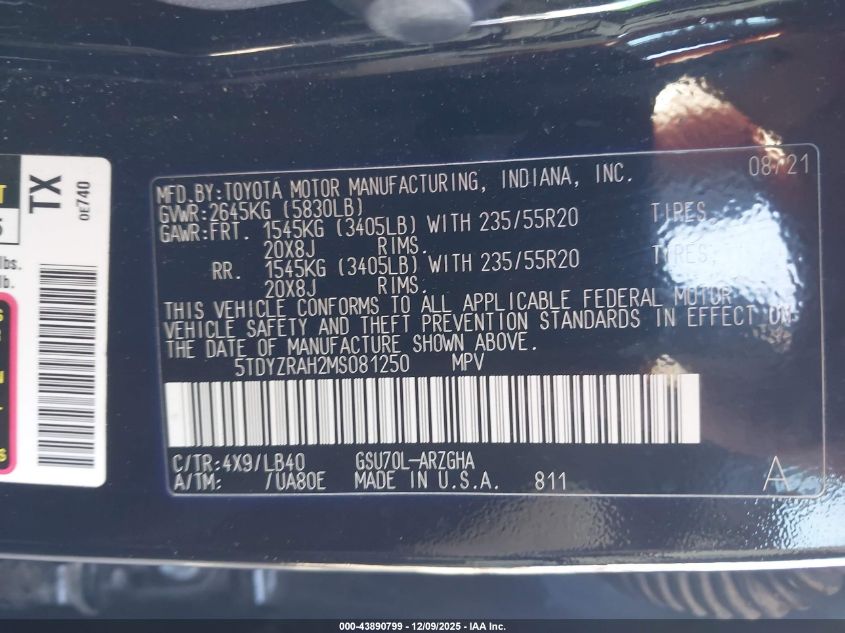 MFD.BY:TOYOTA MOTOR MANUFACTURING, INDIANA, INC. 08/21
GVWR:2645KG (5830LB)
GAWR:FRT. 1545KG (3405LB) WITH 235/55R20 TIRES,
20X8J RIMS.
RR. 1545KG (3405LB) WITH 235/55R20 TIRES,
20X8J RIMS.
THIS VEHICLE CONFORMS TO ALL APPLICABLE FEDERAL MOTOR
VEHICLE SAFETY AND THEFT PREVENTION STANDARDS IN EFFECT ON
THE DATE OF MANUFACTURE SHOWN ABOVE.
5TDYZRAH2MS081250 MPV
C/TR:4X9/LB40 GSU70L-ARZGHA
A/TM: /UA80E MADE IN U.S.A. 811 A
TX
OE740
lbs.
lb.
000-43890799 - 12/09/2025 - IAA Inc.